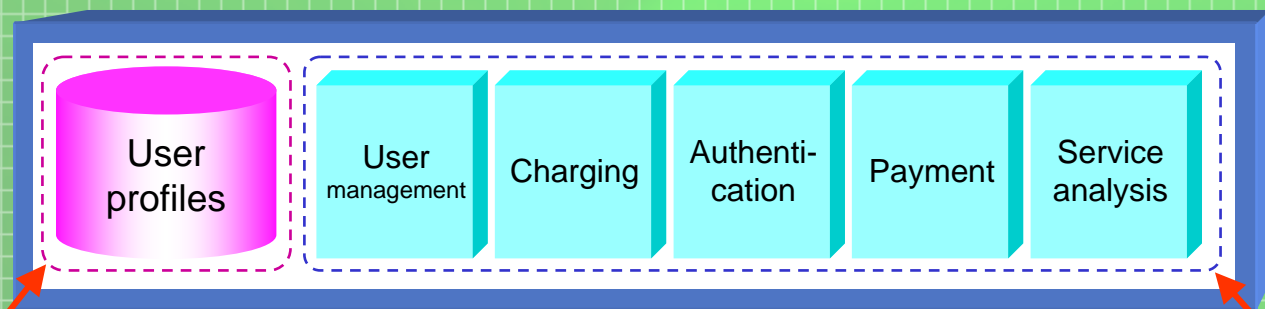 User
profiles
User
management
Charging
Authenti-
cation
Payment
Service
analysis